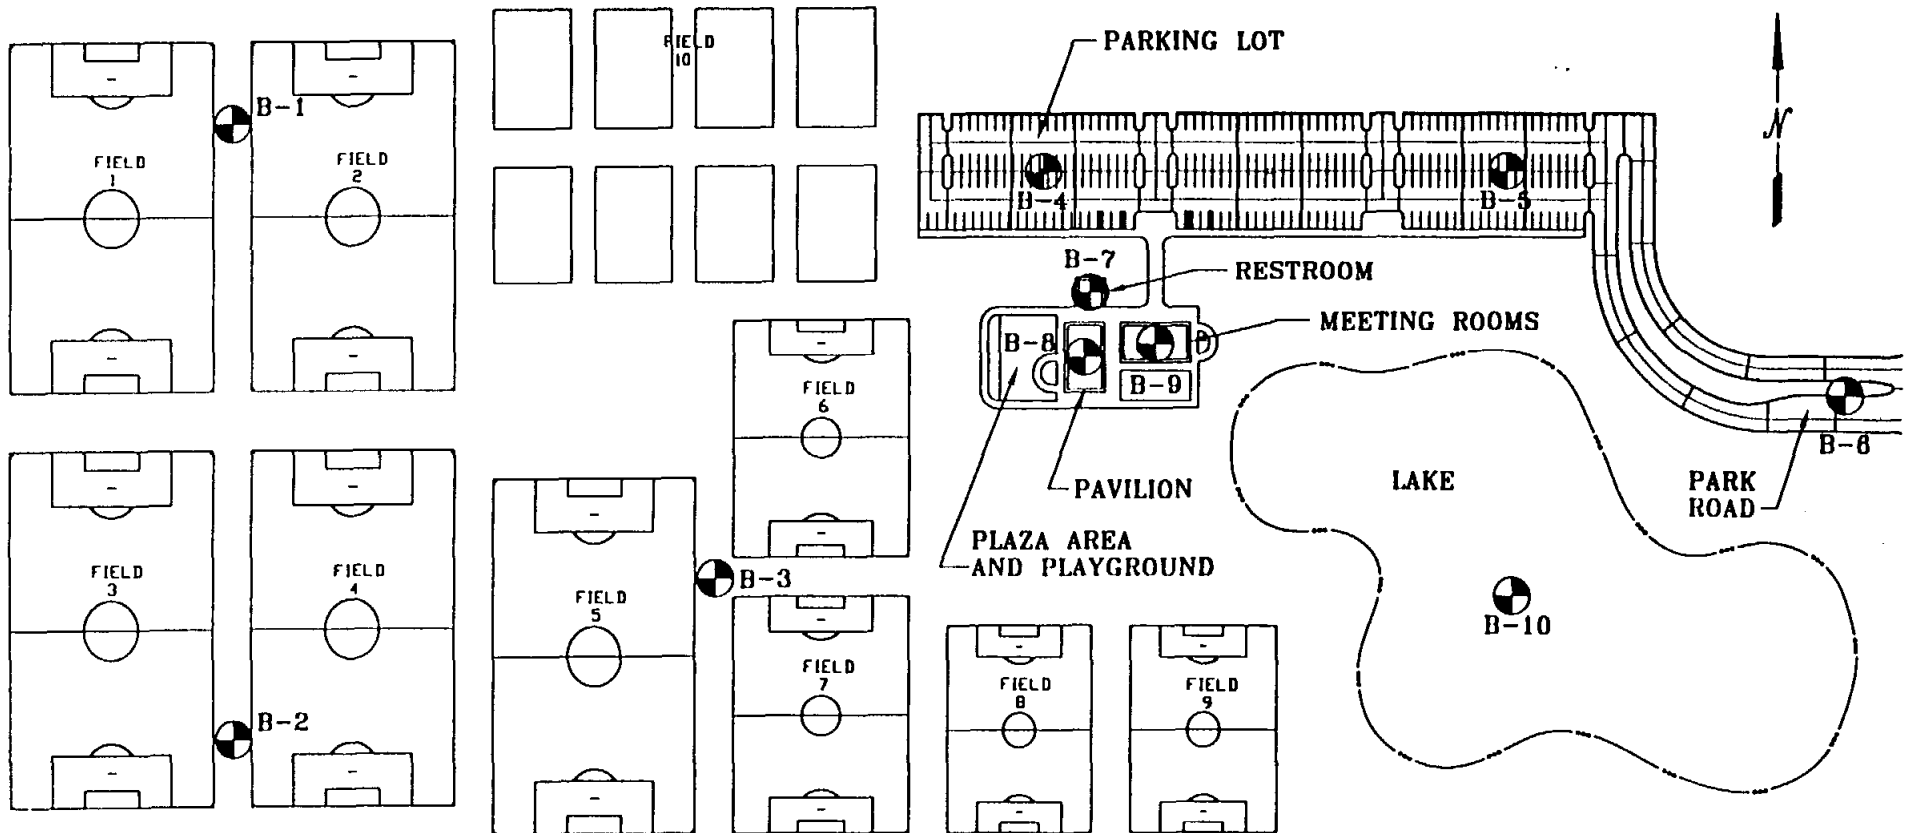 FIELD
10
PARKING LOT
N
B-1
FIELD
1
FIELD
2
B-4
B-5
B-7
RESTROOM
MEETING ROOMS
B-8
B-9
FIELD
6
B-6
PAVILION
LAKE
PARK
ROAD
PLAZA AREA
AND PLAYGROUND
FIELD
3
FIELD
4
B-3
FIELD
5
B-10
FIELD
7
FIELD
8
FIELD
9
B-2